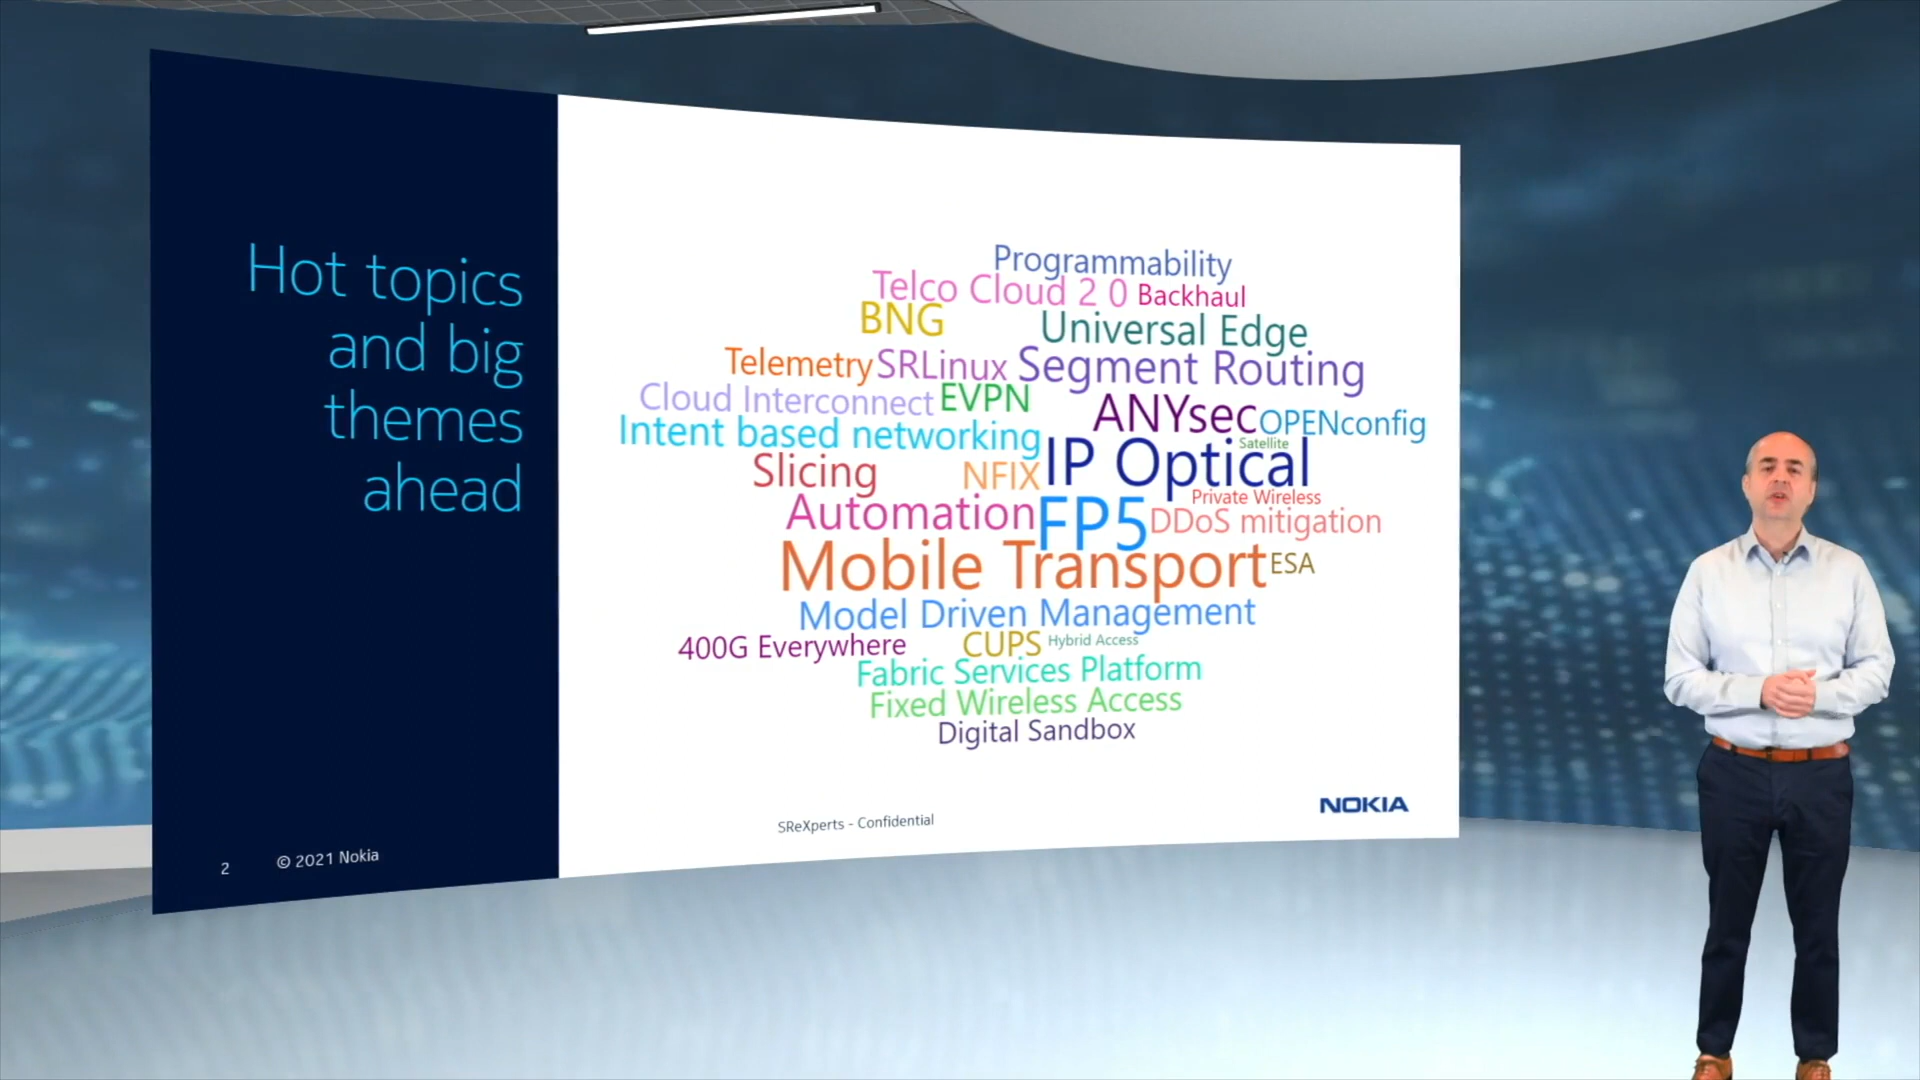 Hot topics
and big
themes
ahead
Programmability
Telco Cloud 2 0 Backhaul
BNG Universal Edge
Telemetry SRLinux Segment Routing
Cloud Interconnect EVPN ANYsec OPENconfig
Intent based networking Satellite
Slicing NFIX IP Optical
Private Wireless
Automation FP5 DDoS mitigation
Mobile Transport ESA
Model Driven Management
400G Everywhere CUPS Hybrid Access
Fabric Services Platform
Fixed Wireless Access
Digital Sandbox
NOKIA
SReXperts - Confidential
2 © 2021 Nokia